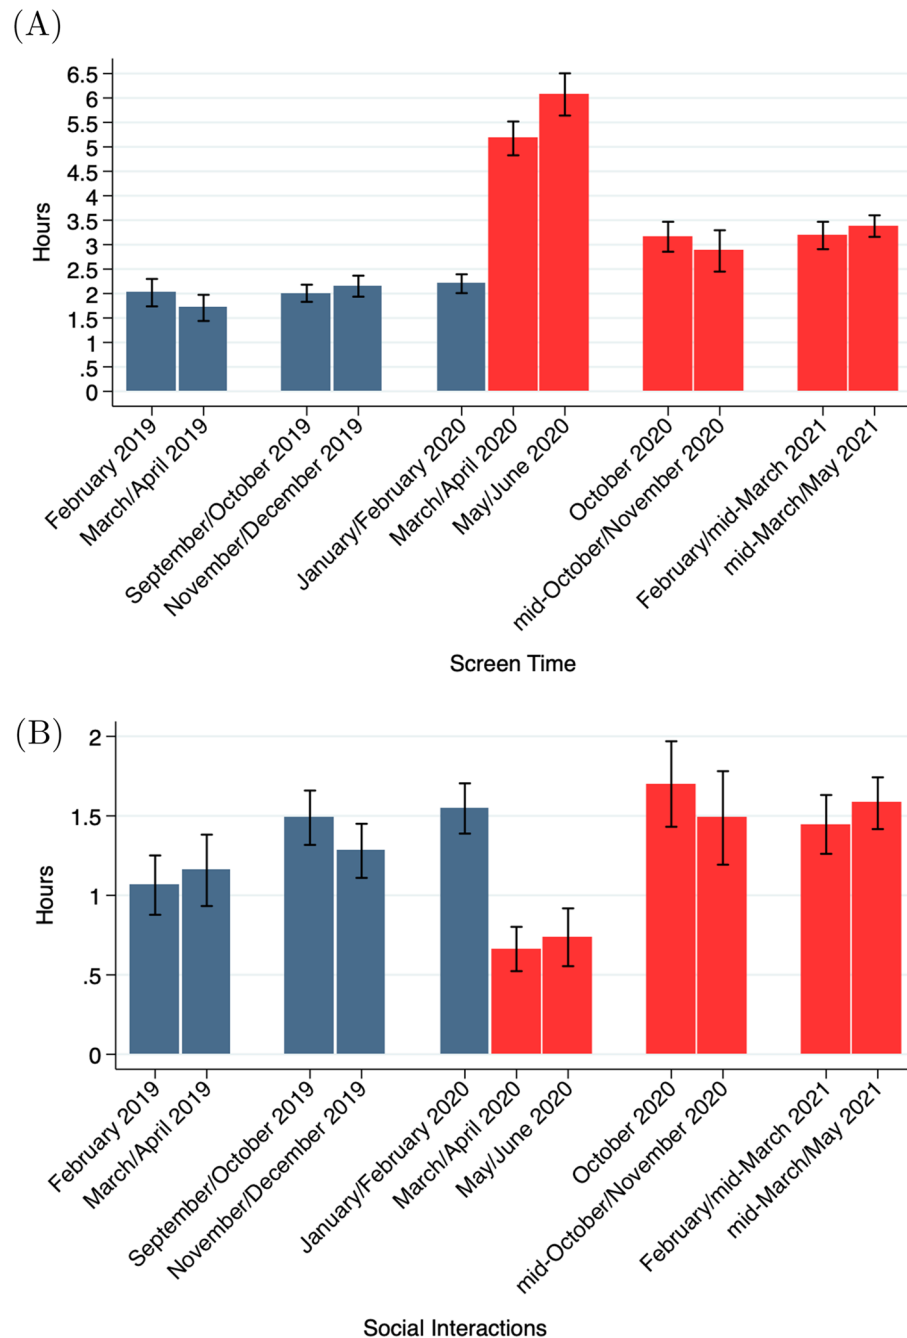 (A)
6.5
6
5.5
5
4.5
4
3.5
3
2.5
2
1.5
1
.5
0
Hours
February 2019
March/April 2019
September/October 2019
November/December 2019
January/February 2020
March/April 2020
May/June 2020
October 2020
mid-October/November 2020
February/mid-March 2021
mid-March/May 2021
Screen Time
(B)
2
1.5
1
.5
0
Hours
February 2019
March/April 2019
September/October 2019
November/December 2019
January/February 2020
March/April 2020
May/June 2020
October 2020
mid-October/November 2020
February/mid-March 2021
mid-March/May 2021
Social Interactions